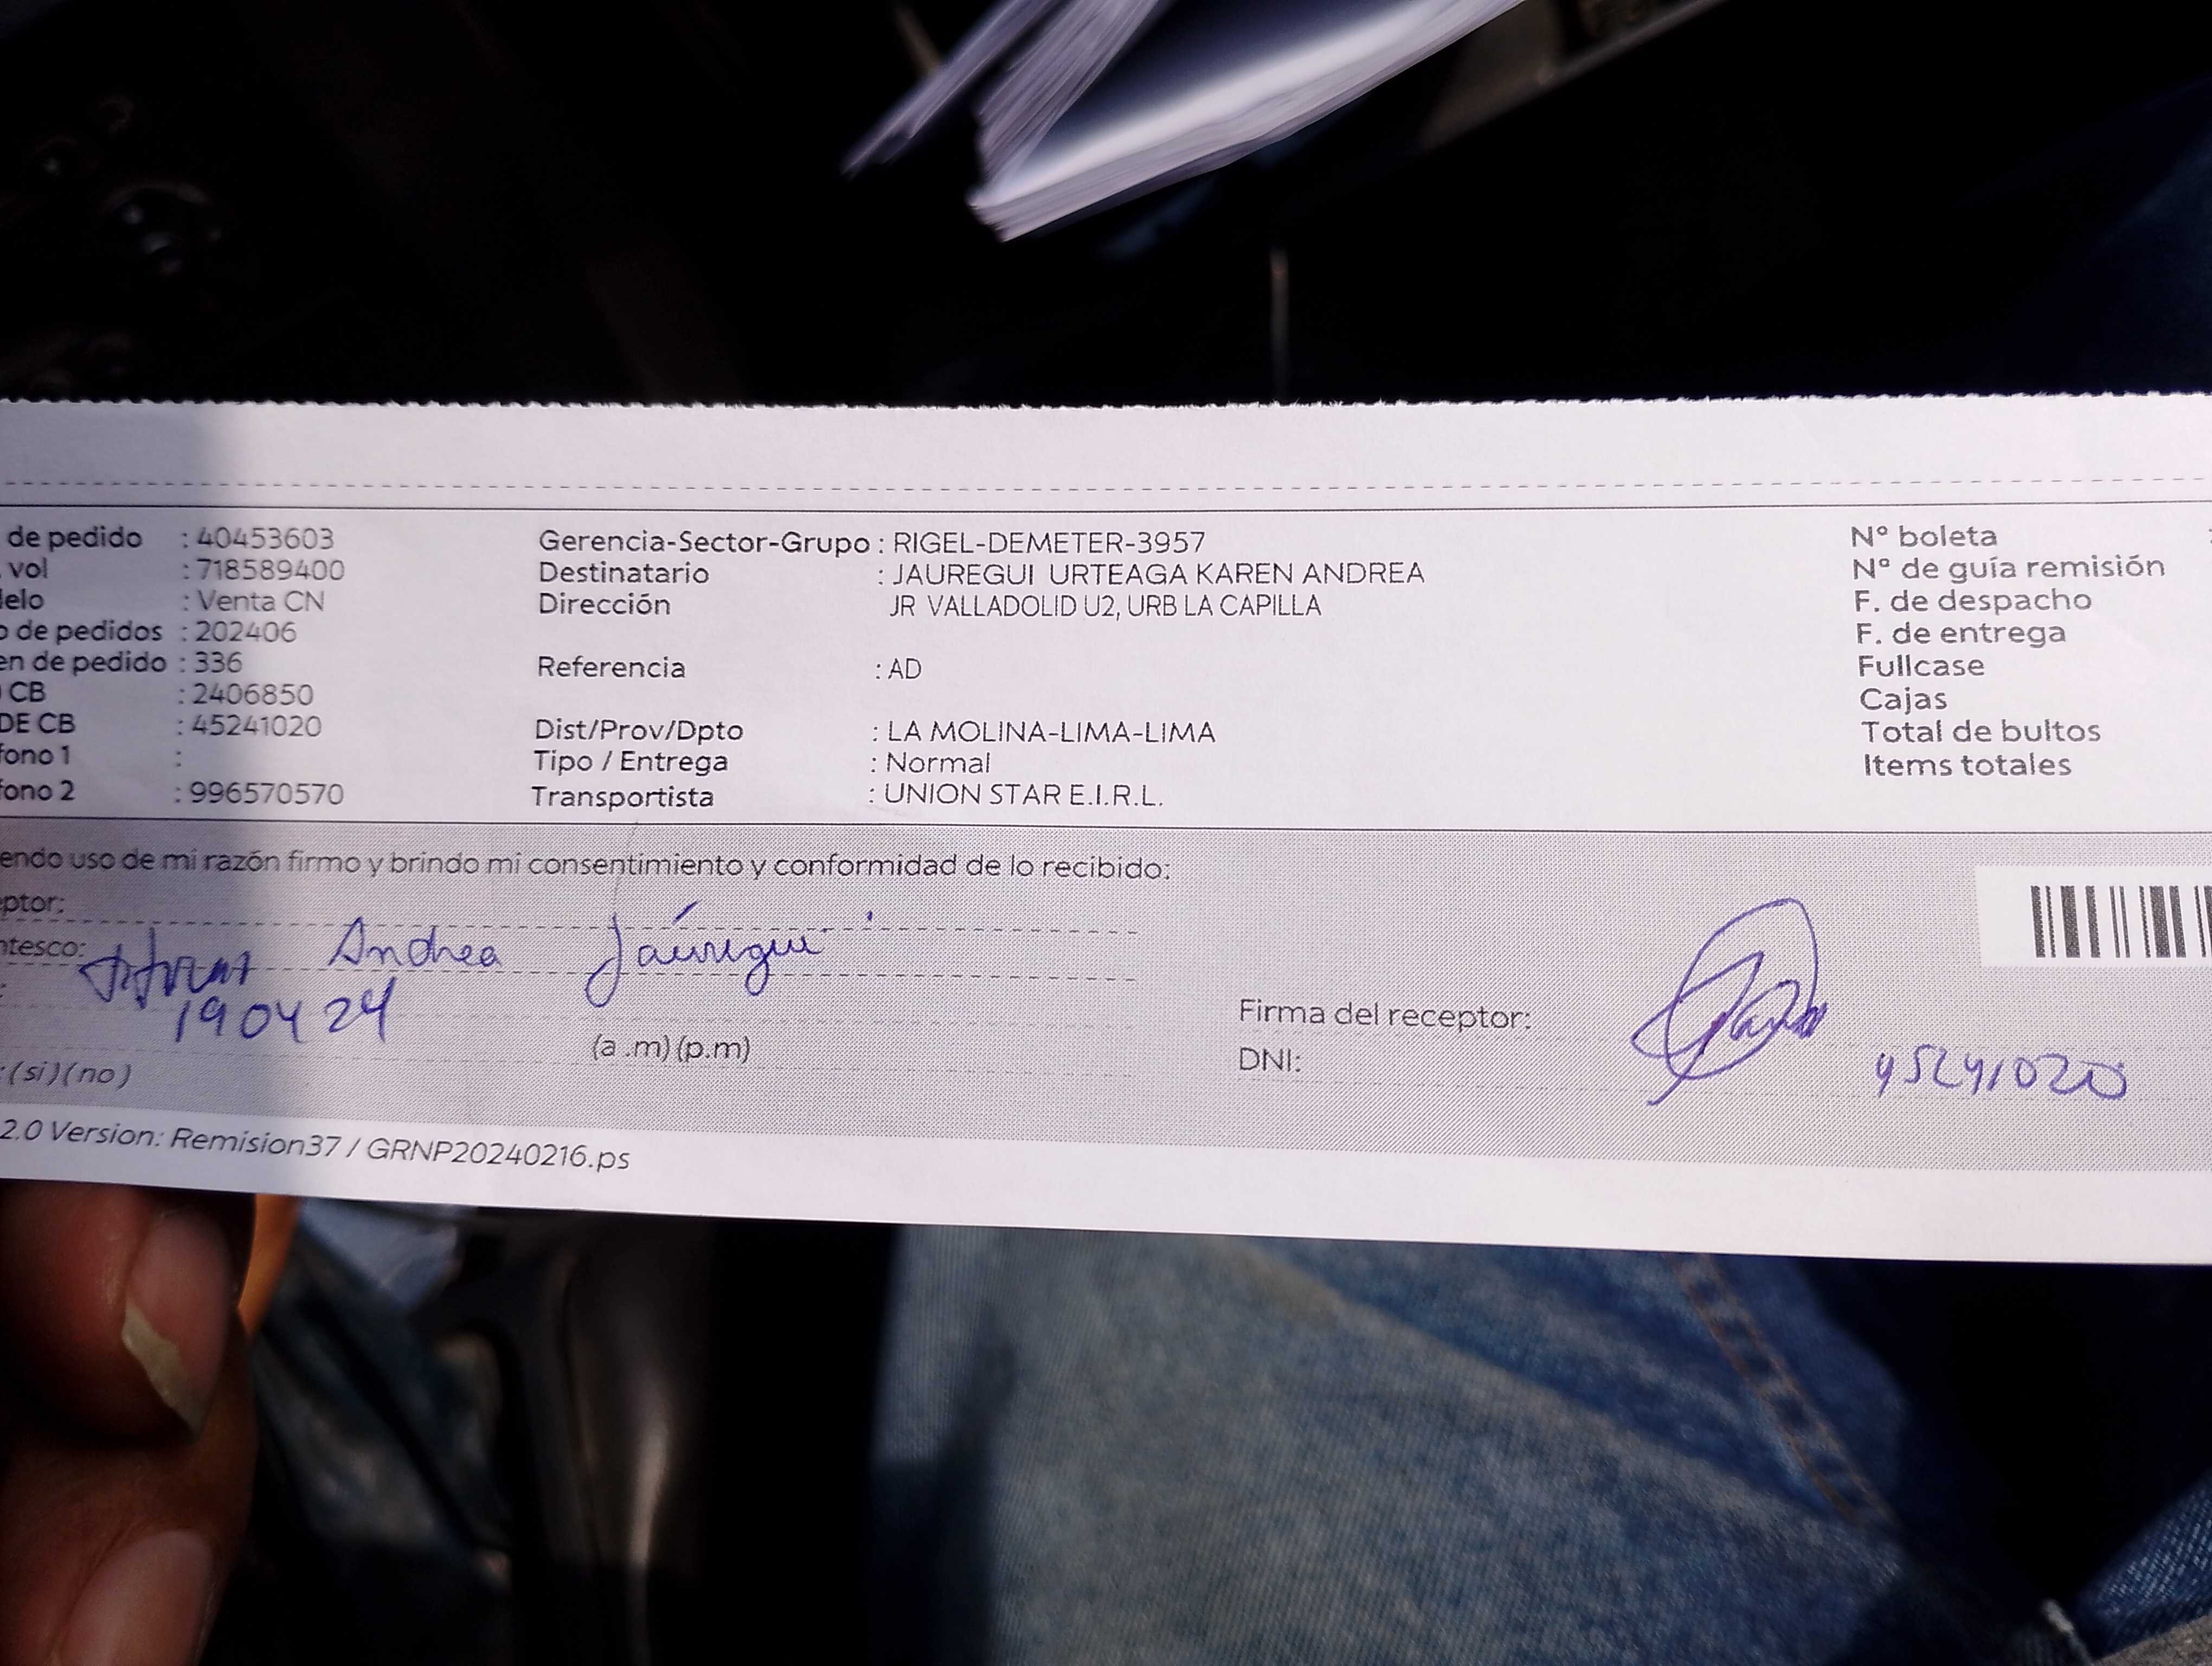 de pedido : 40453603
vol : 718589400
elo : Venta CN
o de pedidos : 202406
en de pedido : 336
CB : 2406850
DE CB : 45241020
fono 1 :
fono 2 : 996570570
Gerencia-Sector-Grupo : RIGEL-DEMETER-3957
Destinatario : JAUREGUI URTEAGA KAREN ANDREA
Dirección JR VALLADOLID U2, URB LA CAPILLA
Referencia : AD
Dist/Prov/Dpto : LA MOLINA-LIMA-LIMA
Tipo / Entrega : Normal
Transportista : UNION STAR E.I.R.L.
Nº boleta :
Nº de guía remisión
F. de despacho
F. de entrega
Fullcase
Cajas
Total de bultos
Items totales
endo uso de mi razón firmo y brindo mi consentimiento y conformidad de lo recibido:
eptor:
ntesco: Andrea Jáuregui
: 190424
(a .m) (p.m)
: (si) (no)
Firma del receptor:
DNI: 45241020
2.0 Version: Remision37 / GRNP20240216.ps